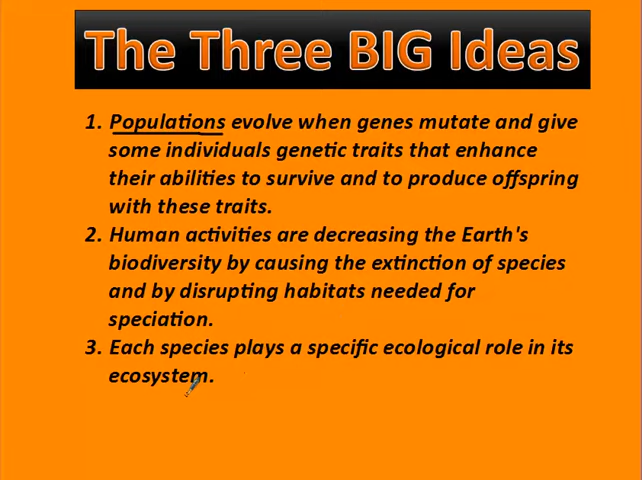 The Three BIG Ideas
1. Populations evolve when genes mutate and give
some individuals genetic traits that enhance
their abilities to survive and to produce offspring
with these traits.
2. Human activities are decreasing the Earth's
biodiversity by causing the extinction of species
and by disrupting habitats needed for
speciation.
3. Each species plays a specific ecological role in its
ecosystem.